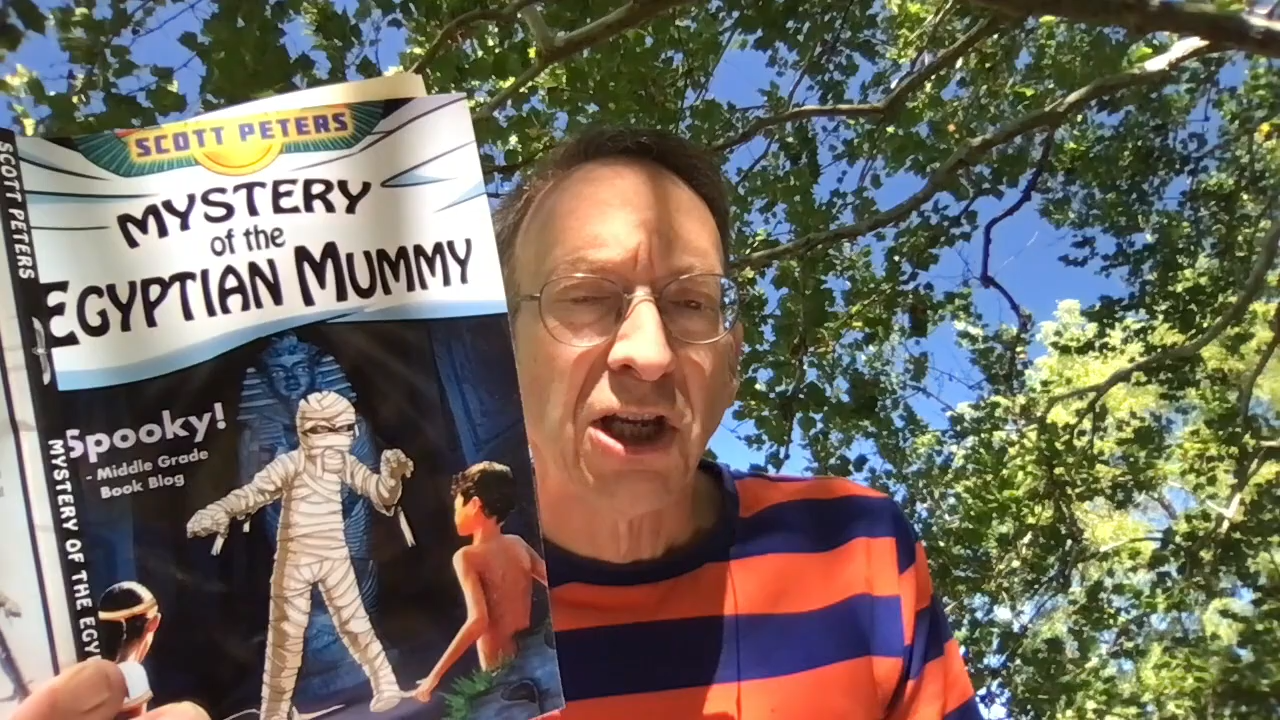 SCOTT PETERS
MYSTERY
of the
EGYPTIAN MUMMY
Spooky!
- Middle Grade
Book Blog
SCOTT PETERS
MYSTERY OF THE EGY